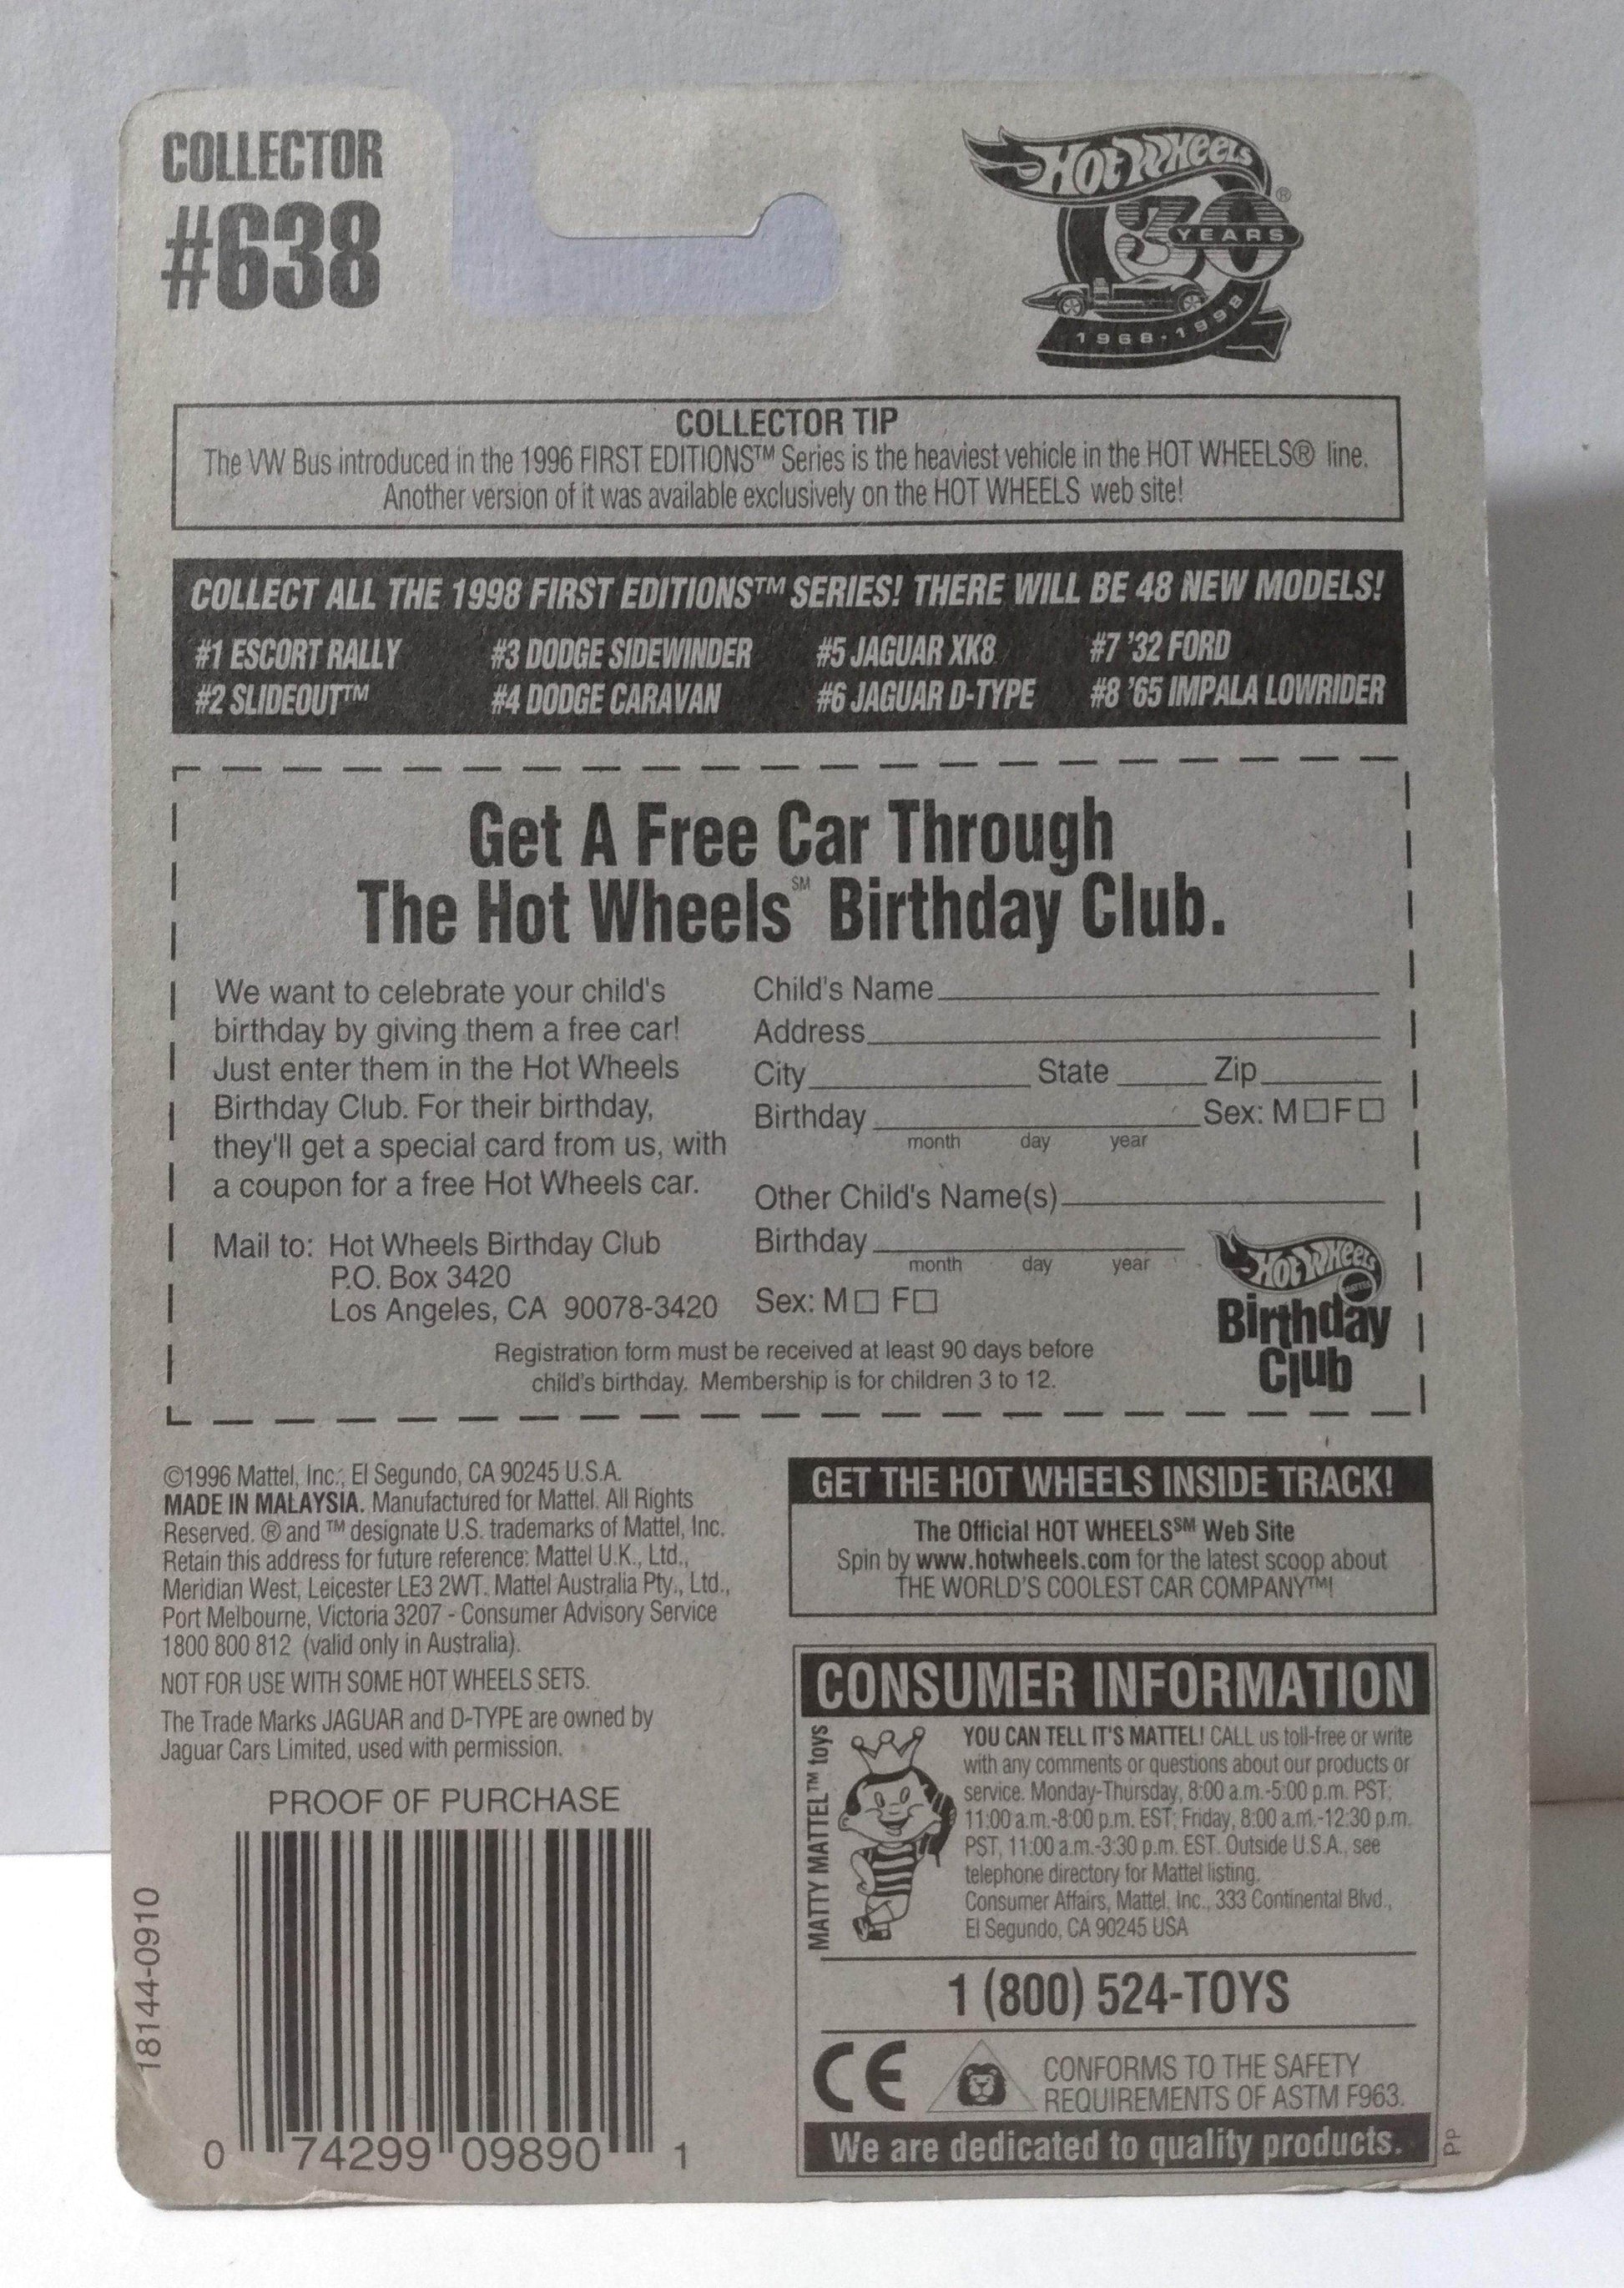 COLLECTOR
#638
Hot Wheels®
30
YEARS
1968-1998
COLLECTOR TIP
The VW Bus introduced in the 1996 FIRST EDITIONS™ Series is the heaviest vehicle in the HOT WHEELS® line.
Another version of it was available exclusively on the HOT WHEELS web site!
COLLECT ALL THE 1998 FIRST EDITIONS™ SERIES! THERE WILL BE 48 NEW MODELS!
#1 ESCORT RALLY #3 DODGE SIDEWINDER #5 JAGUAR XK8 #7 '32 FORD
#2 SLIDEOUT™ #4 DODGE CARAVAN #6 JAGUAR D-TYPE #8 '65 IMPALA LOWRIDER
Get A Free Car Through
The Hot Wheels℠ Birthday Club.
We want to celebrate your child's
birthday by giving them a free car!
Just enter them in the Hot Wheels
Birthday Club. For their birthday,
they'll get a special card from us, with
a coupon for a free Hot Wheels car.
Mail to: Hot Wheels Birthday Club
P.O. Box 3420
Los Angeles, CA 90078-3420
Child's Name
Address
City State Zip
Birthday Sex: M☐ F☐
month day year
Other Child's Name(s)
Birthday
month day year
Sex: M☐ F☐
Hot Wheels
MATTEL
Birthday
Club
Registration form must be received at least 90 days before
child's birthday. Membership is for children 3 to 12.
©1996 Mattel, Inc., El Segundo, CA 90245 U.S.A.
MADE IN MALAYSIA. Manufactured for Mattel. All Rights
Reserved. ® and ™ designate U.S. trademarks of Mattel, Inc.
Retain this address for future reference: Mattel U.K., Ltd.,
Meridian West, Leicester LE3 2WT. Mattel Australia Pty., Ltd.,
Port Melbourne, Victoria 3207 - Consumer Advisory Service
1800 800 812 (valid only in Australia).
NOT FOR USE WITH SOME HOT WHEELS SETS.
The Trade Marks JAGUAR and D-TYPE are owned by
Jaguar Cars Limited, used with permission.
PROOF OF PURCHASE
18144-0910
0 74299 09890 1
GET THE HOT WHEELS INSIDE TRACK!
The Official HOT WHEELS℠ Web Site
Spin by www.hotwheels.com for the latest scoop about
THE WORLD'S COOLEST CAR COMPANY™!
CONSUMER INFORMATION
MATTY MATTEL™ toys
YOU CAN TELL IT'S MATTEL! CALL us toll-free or write
with any comments or questions about our products or
service. Monday-Thursday, 8:00 a.m.-5:00 p.m. PST;
11:00 a.m.-8:00 p.m. EST; Friday, 8:00 a.m.-12:30 p.m.
PST, 11:00 a.m.-3:30 p.m. EST. Outside U.S.A., see
telephone directory for Mattel listing.
Consumer Affairs, Mattel, Inc., 333 Continental Blvd.,
El Segundo, CA 90245 USA
1 (800) 524-TOYS
CE
CONFORMS TO THE SAFETY
REQUIREMENTS OF ASTM F963.
We are dedicated to quality products.
PP